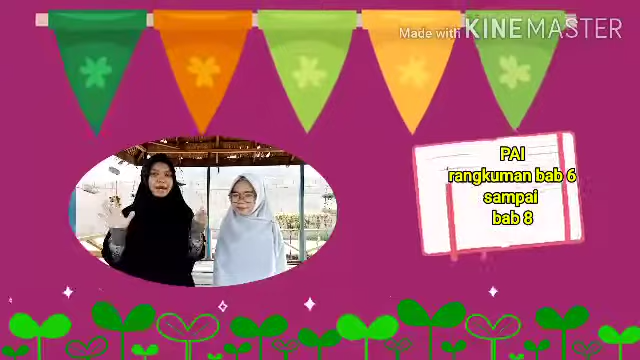 Made with KINEMASTER
PAI
rangkuman bab 6
sampai
bab 8